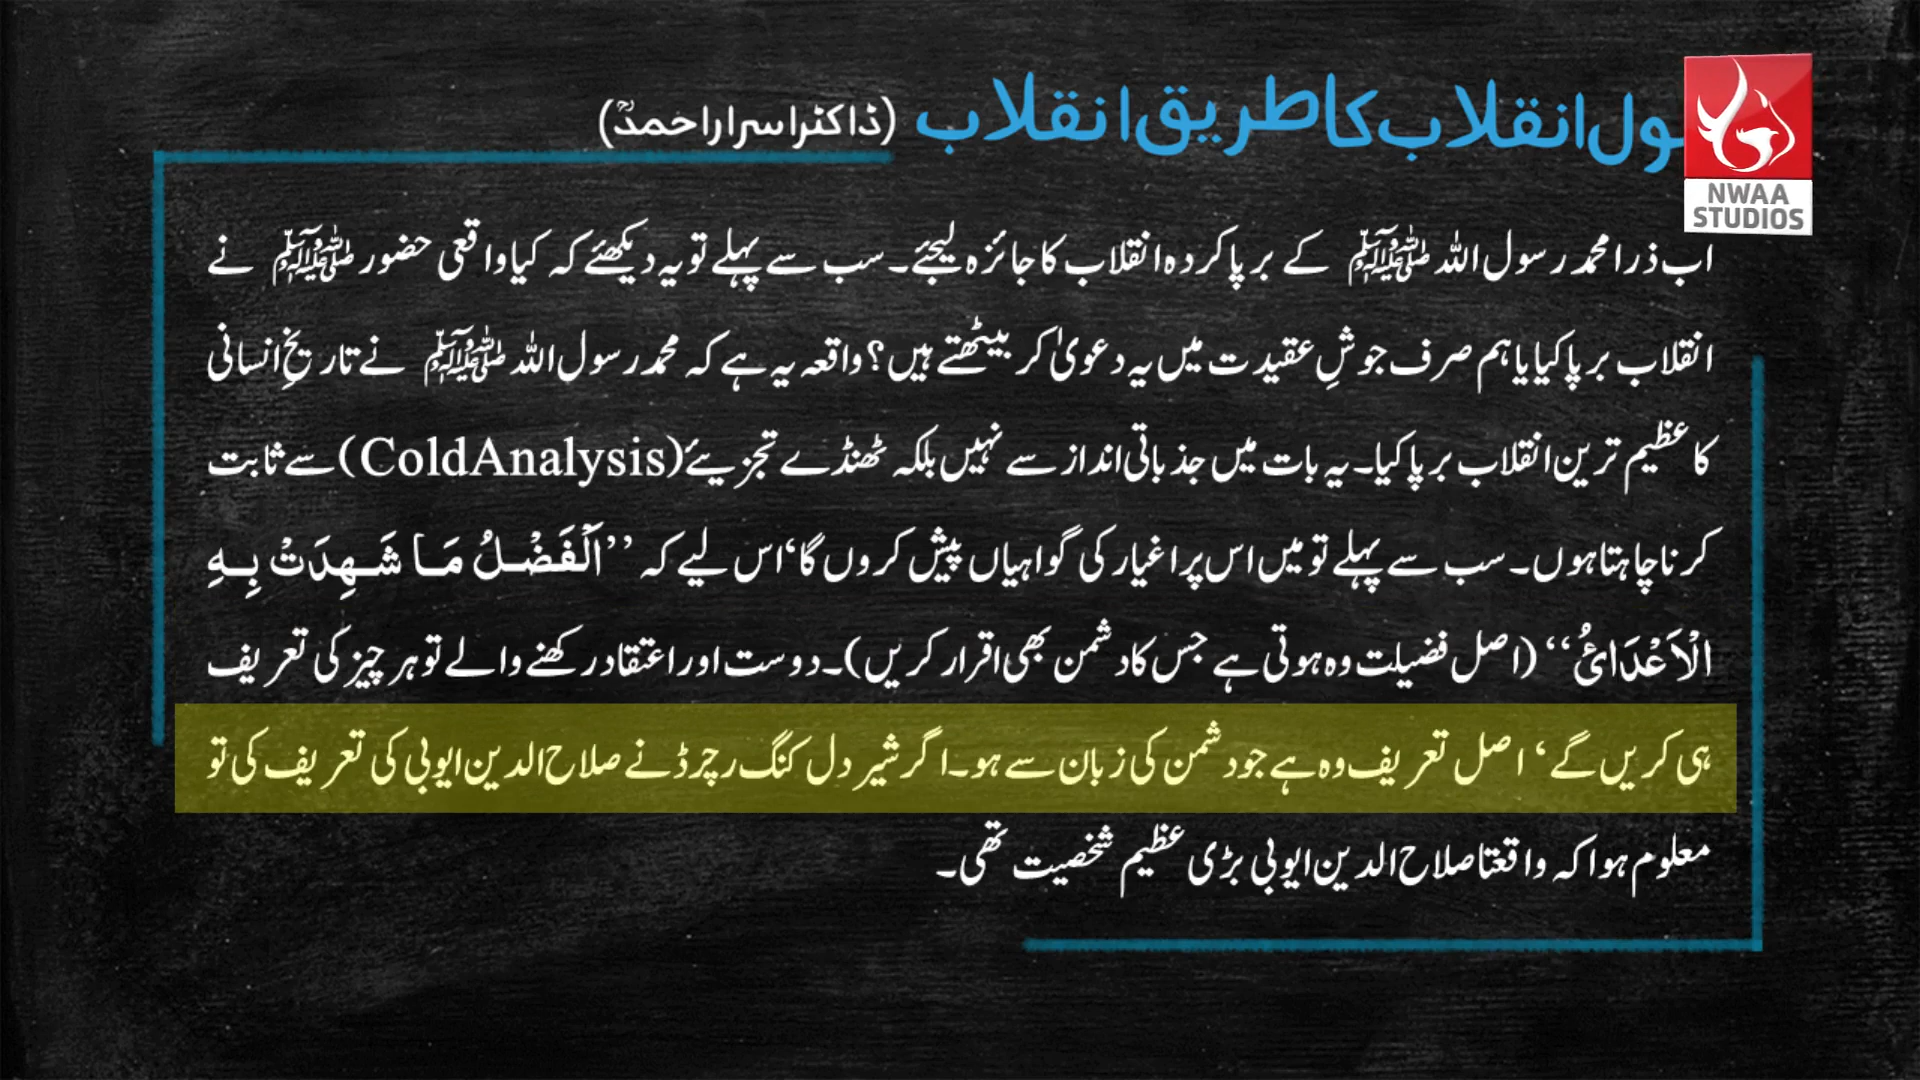 ول انقلاب کا طریق انقلاب (ڈاکٹر اسرار احمدؒ)
NWAA
STUDIOS
اب ذرا محمد رسول اللہ ﷺ کے برپا کردہ انقلاب کا جائزہ لیجئے۔ سب سے پہلے تو یہ دیکھئے کہ کیا واقعی حضور ﷺ نے
انقلاب برپا کیا یا ہم صرف جوشِ عقیدت میں یہ دعویٰ کر بیٹھتے ہیں؟ واقعہ یہ ہے کہ محمد رسول اللہ ﷺ نے تاریخِ انسانی
کا عظیم ترین انقلاب برپا کیا۔ یہ بات میں جذباتی انداز سے نہیں بلکہ ٹھنڈے تجزیئے (ColdAnalysis) سے ثابت
کرنا چاہتا ہوں۔ سب سے پہلے تو میں اس پر اغیار کی گواہیاں پیش کروں گا‘ اس لیے کہ ’’اَلْفَضْلُ مَا شَهِدَتْ بِهِ
الْاَعْدَائُ‘‘ (اصل فضیلت وہ ہوتی ہے جس کا دشمن بھی اقرار کریں)۔ دوست اور اعتقاد رکھنے والے تو ہر چیز کی تعریف
ہی کریں گے‘ اصل تعریف وہ ہے جو دشمن کی زبان سے ہو۔ اگر شیر دل کنگ رچرڈ نے صلاح الدین ایوبی کی تعریف کی تو
معلوم ہوا کہ واقعتا صلاح الدین ایوبی بڑی عظیم شخصیت تھی۔